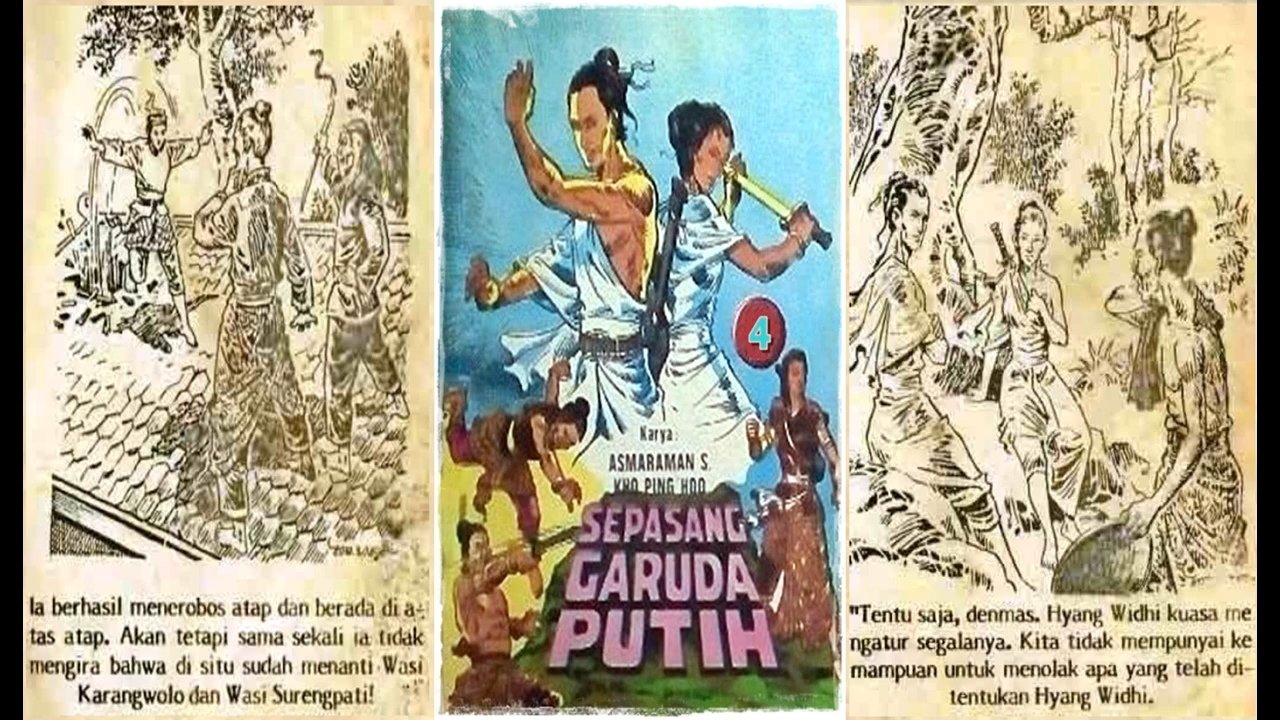 Ia berhasil menerobos atap dan berada di a-
tas atap. Akan tetapi sama sekali ia tidak
mengira bahwa di situ sudah menanti Wasi
Karangwolo dan Wasi Surengpati!
4
Karya:
ASMARAMAN S.
KHO PING HOO
SEPASANG
GARUDA
PUTIH
"Tentu saja, denmas. Hyang Widhi kuasa me
ngatur segalanya. Kita tidak mempunyai ke
mampuan untuk menolak apa yang telah di-
tentukan Hyang Widhi.